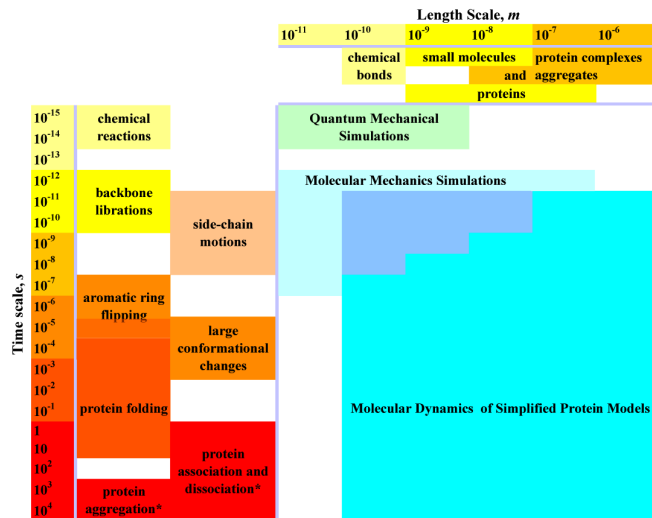 Length Scale, m
10⁻¹¹ 10⁻¹⁰ 10⁻⁹ 10⁻⁸ 10⁻⁷ 10⁻⁶
chemical bonds
small molecules
protein complexes
and aggregates
proteins
Time scale, s
10⁻¹⁵
10⁻¹⁴
10⁻¹³
10⁻¹²
10⁻¹¹
10⁻¹⁰
10⁻⁹
10⁻⁸
10⁻⁷
10⁻⁶
10⁻⁵
10⁻⁴
10⁻³
10⁻²
10⁻¹
1
10
10²
10³
10⁴
chemical
reactions
backbone
librations
aromatic ring
flipping
protein folding
protein
aggregation*
side-chain
motions
large
conformational
changes
protein
association and
dissociation*
Quantum Mechanical
Simulations
Molecular Mechanics Simulations
Molecular Dynamics of Simplified Protein Models